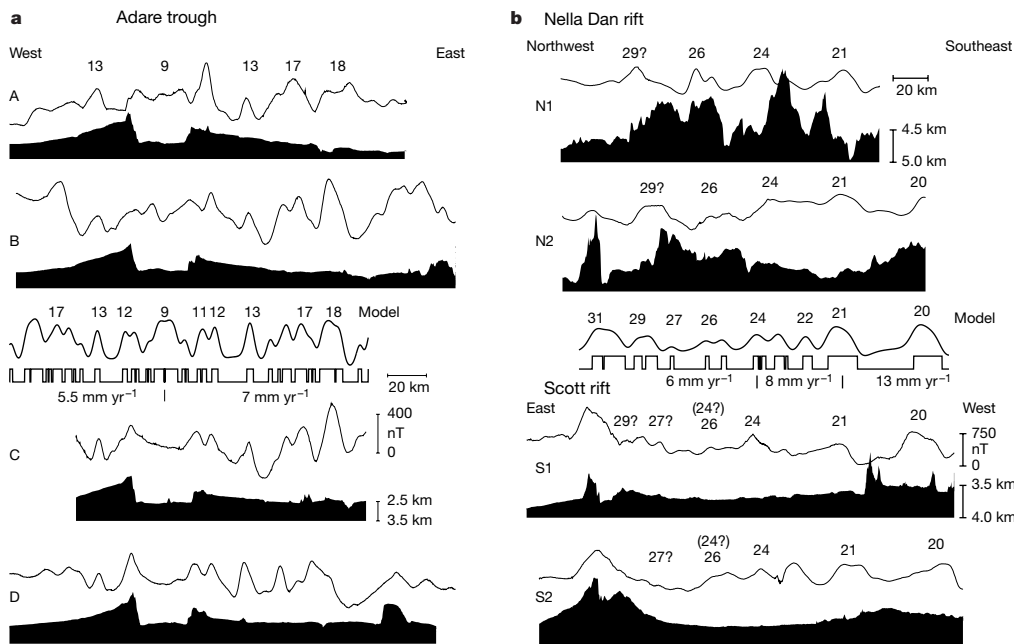 a Adare trough
West East
13 9 13 17 18
A
B
17 13 12 9 11 12 13 17 18 Model
5.5 mm yr⁻¹ 7 mm yr⁻¹ 20 km
400
nT
0
C
2.5 km
3.5 km
D
b Nella Dan rift
Northwest Southeast
29? 26 24 21
20 km
N1
4.5 km
5.0 km
29? 26 24 21 20
N2
31 29 27 26 24 22 21 20 Model
6 mm yr⁻¹ 8 mm yr⁻¹ 13 mm yr⁻¹
Scott rift
East West
29? 27? (24?) 26 24 21 20
750
nT
0
S1
3.5 km
4.0 km
27? (24?) 26 24 21 20
S2